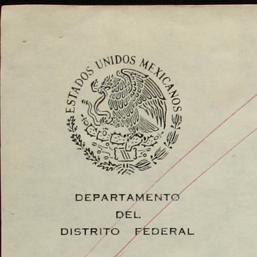 ESTADOS UNIDOS MEXICANOS
DEPARTAMENTO
DEL
DISTRITO FEDERAL